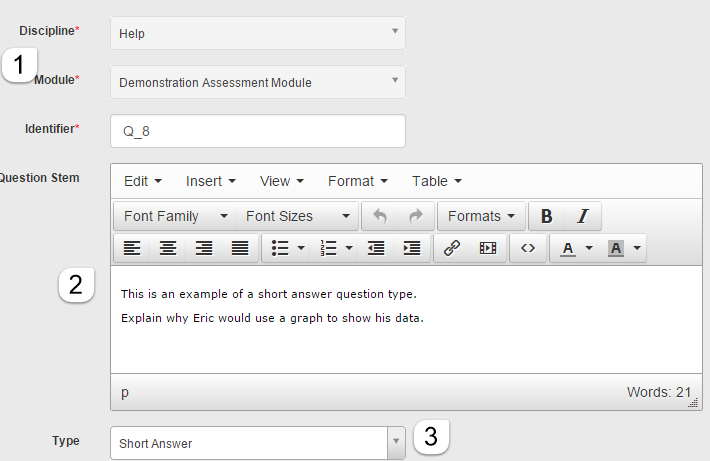 Discipline* Help
1
Module* Demonstration Assessment Module
Identifier* Q_8
Question Stem
Edit Insert View Format Table
Font Family Font Sizes Formats B I
A A
2
This is an example of a short answer question type.
Explain why Eric would use a graph to show his data.
p Words: 21
Type Short Answer 3